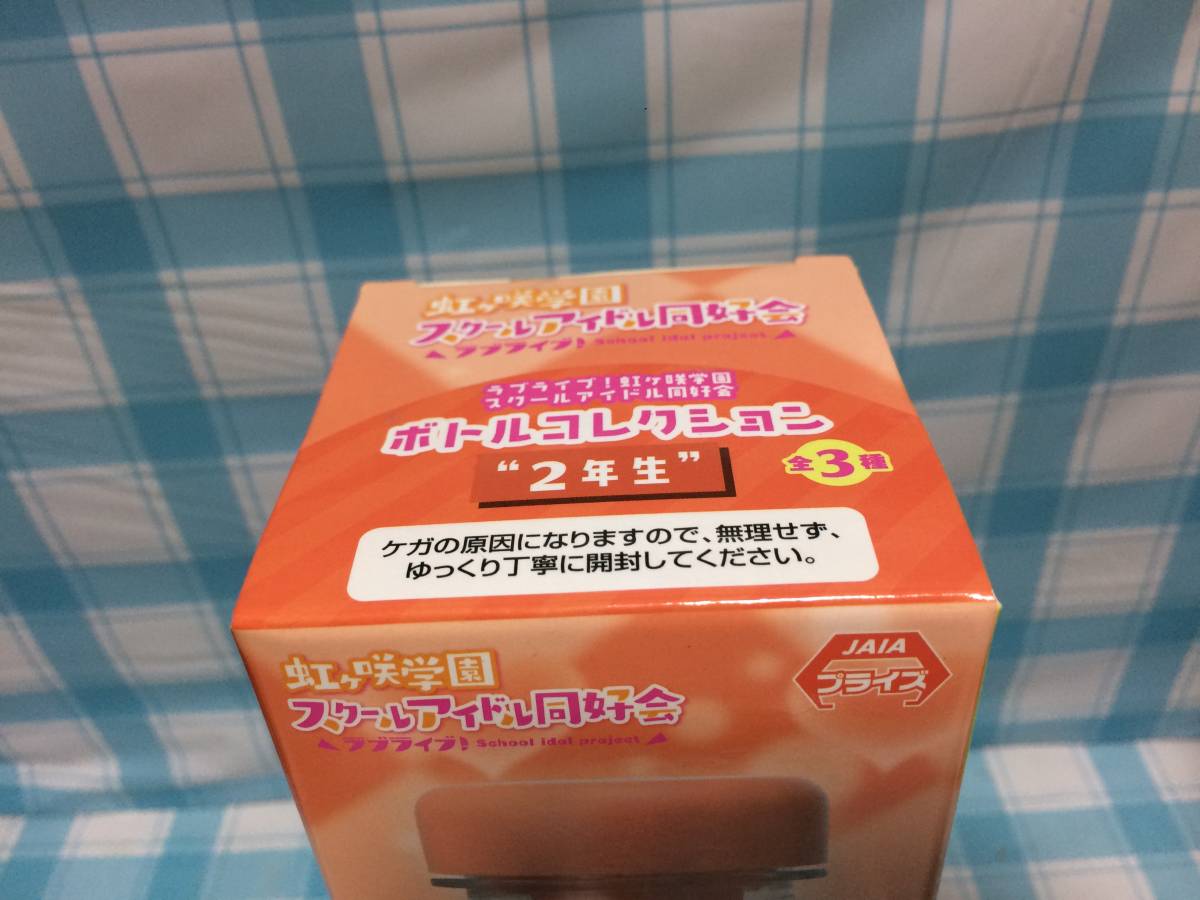 虹ヶ咲学園
スクールアイドル同好会
ラブライブ! School idol project
ラブライブ!虹ヶ咲学園
スクールアイドル同好会
ボトルコレクション
“2年生”
全3種
ケガの原因になりますので、無理せず、
ゆっくり丁寧に開封してください。
虹ヶ咲学園
スクールアイドル同好会
ラブライブ! School idol project
JAIA
プライズ